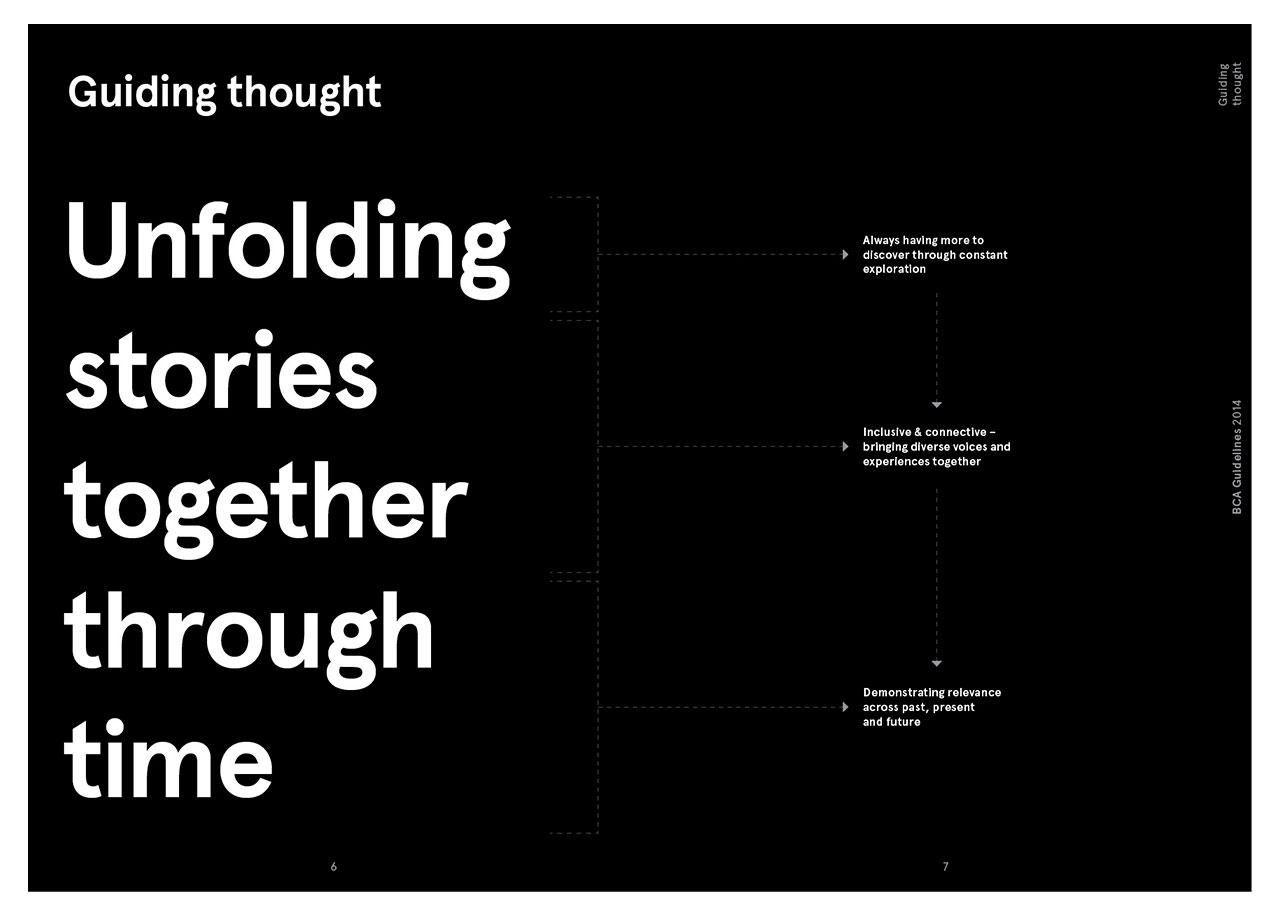 Guiding thought
Guiding
thought
Unfolding
stories
together
through
time
Always having more to
discover through constant
exploration
Inclusive & connective –
bringing diverse voices and
experiences together
Demonstrating relevance
across past, present
and future
BCA Guidelines 2014
6
7